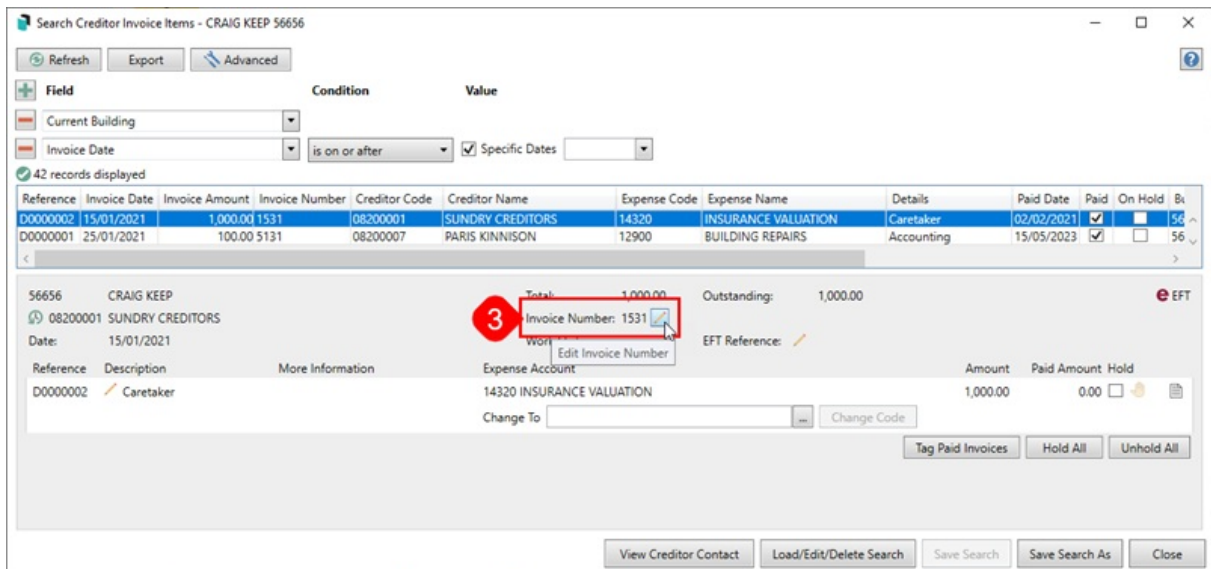 Search Creditor Invoice Items - CRAIG KEEP 56656
Refresh Export Advanced
Field Condition Value
Current Building
Invoice Date is on or after Specific Dates
42 records displayed
Reference Invoice Date Invoice Amount Invoice Number Creditor Code Creditor Name Expense Code Expense Name Details Paid Date Paid On Hold Bu
D0000002 15/01/2021 1,000.00 1531 08200001 SUNDRY CREDITORS 14320 INSURANCE VALUATION Caretaker 02/02/2021 56
D0000001 25/01/2021 100.00 5131 08200007 PARIS KINNISON 12900 BUILDING REPAIRS Accounting 15/05/2023 56
56656 CRAIG KEEP Total: 1,000.00 Outstanding: 1,000.00 e EFT
08200001 SUNDRY CREDITORS 3 Invoice Number: 1531
Date: 15/01/2021 EFT Reference:
Edit Invoice Number
Reference Description More Information Expense Account Amount Paid Amount Hold
D0000002 Caretaker 14320 INSURANCE VALUATION 1,000.00 0.00
Change To ... Change Code
Tag Paid Invoices Hold All Unhold All
View Creditor Contact Load/Edit/Delete Search Save Search Save Search As Close